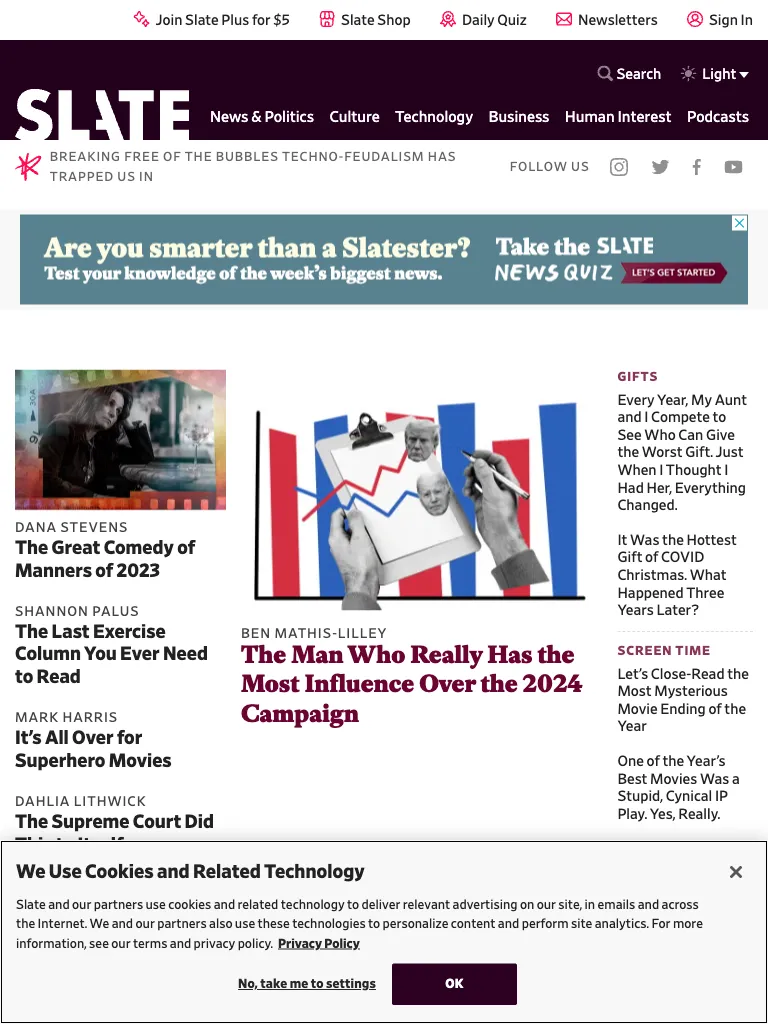 Join Slate Plus for $5
Slate Shop
Daily Quiz
Newsletters
Sign In
Search
Light
SLATE
News & Politics
Culture
Technology
Business
Human Interest
Podcasts
BREAKING FREE OF THE BUBBLES TECHNO-FEUDALISM HAS
TRAPPED US IN
FOLLOW US
Are you smarter than a Slatester?
Test your knowledge of the week's biggest news.
Take the SLATE
NEWS QUIZ
LET'S GET STARTED
DANA STEVENS
The Great Comedy of
Manners of 2023
SHANNON PALUS
The Last Exercise
Column You Ever Need
to Read
MARK HARRIS
It's All Over for
Superhero Movies
DAHLIA LITHWICK
The Supreme Court Did
BEN MATHIS-LILLEY
The Man Who Really Has the
Most Influence Over the 2024
Campaign
GIFTS
Every Year, My Aunt
and I Compete to
See Who Can Give
the Worst Gift. Just
When I Thought I
Had Her, Everything
Changed.
It Was the Hottest
Gift of COVID
Christmas. What
Happened Three
Years Later?
SCREEN TIME
Let's Close-Read the
Most Mysterious
Movie Ending of the
Year
One of the Year's
Best Movies Was a
Stupid, Cynical IP
Play. Yes, Really.
We Use Cookies and Related Technology
Slate and our partners use cookies and related technology to deliver relevant advertising on our site, in emails and across
the Internet. We and our partners also use these technologies to personalize content and perform site analytics. For more
information, see our terms and privacy policy. Privacy Policy
No, take me to settings
OK